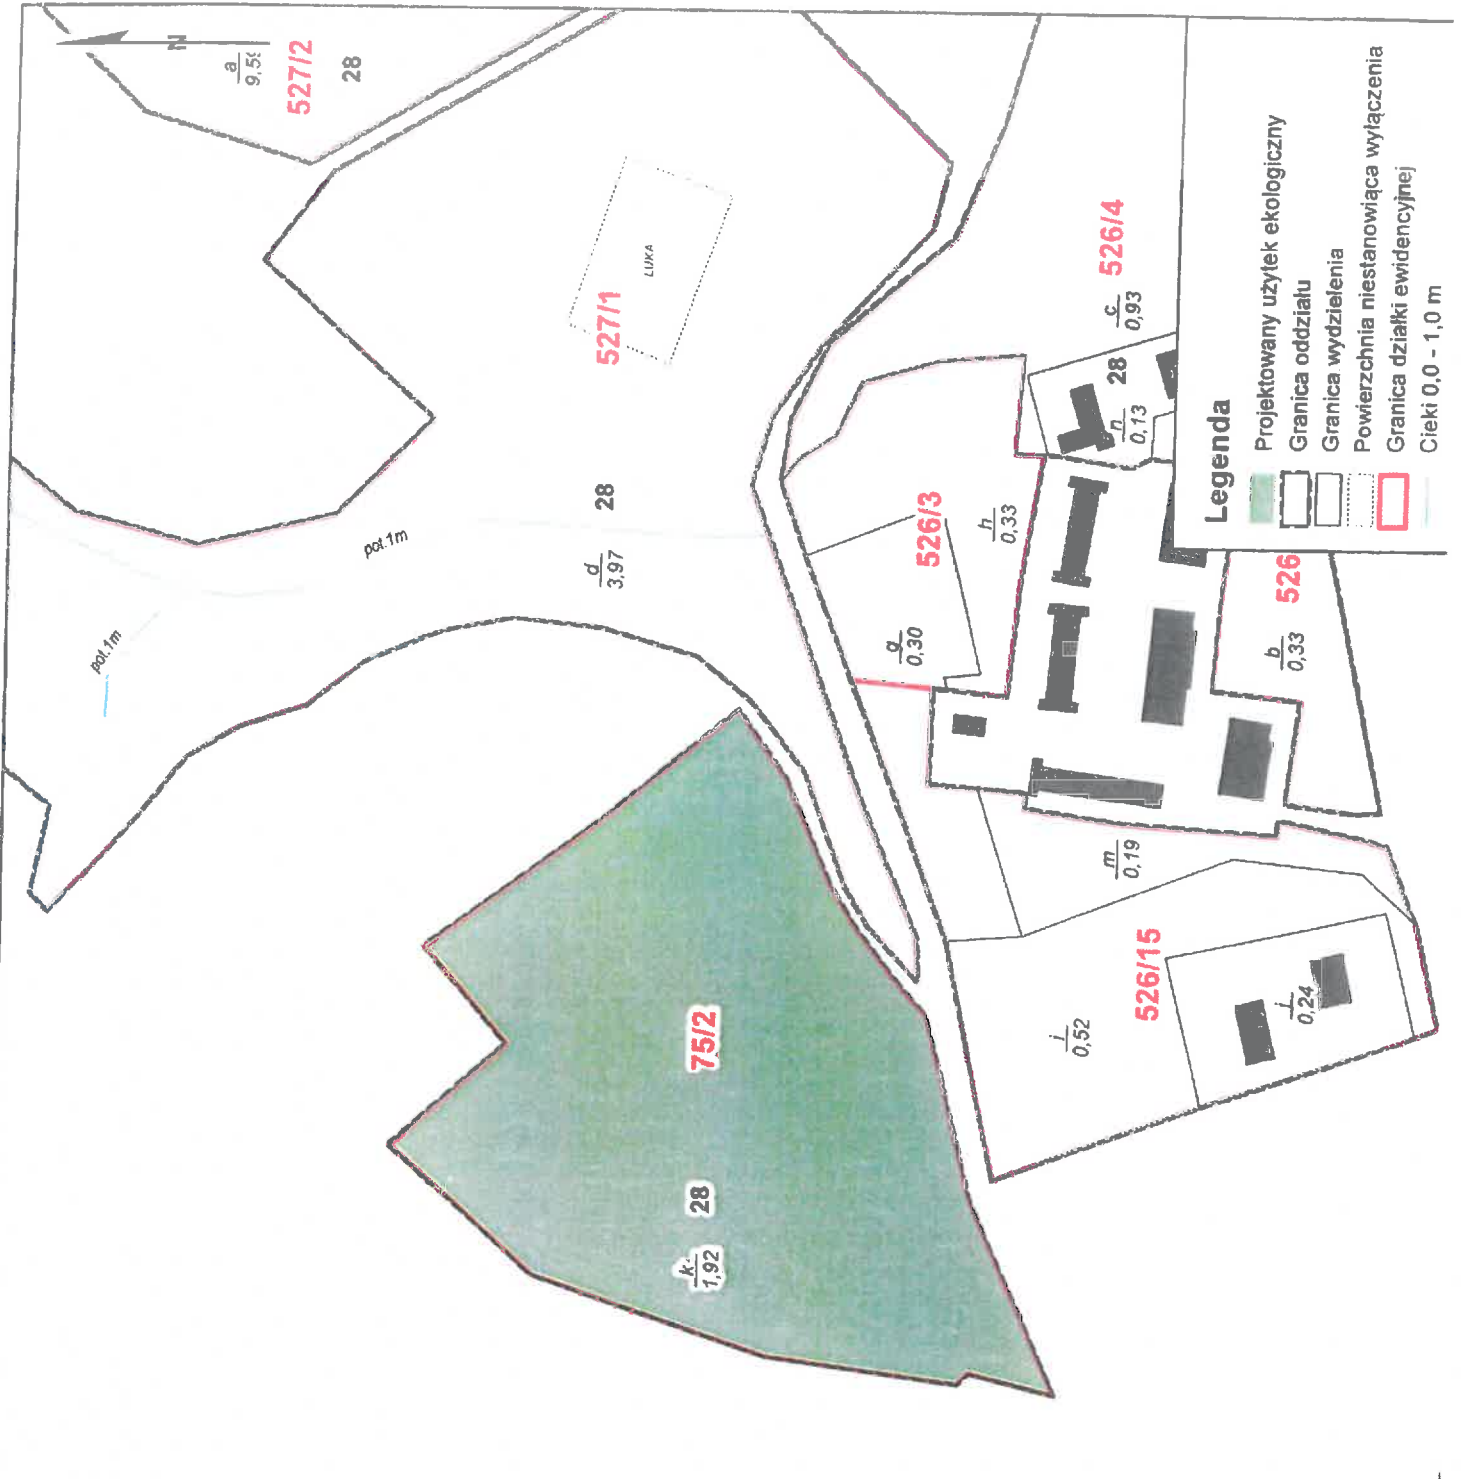 N
a
9,59
527/2
28
pot.1m
pot.1m
d
3,97
28
527/1
LUKA
k
1,92
28
75/2
g
0,30
526/3
h
0,33
n
0,13
28
c
0,93
526/4
m
0,19
i
0,52
526/15
j
0,24
b
0,33
526
Legenda
Projektowany użytek ekologiczny
Granica oddziału
Granica wydzielenia
Powierzchnia niestanowiąca wyłączenia
Granica działki ewidencyjnej
Cieki 0,0 - 1,0 m